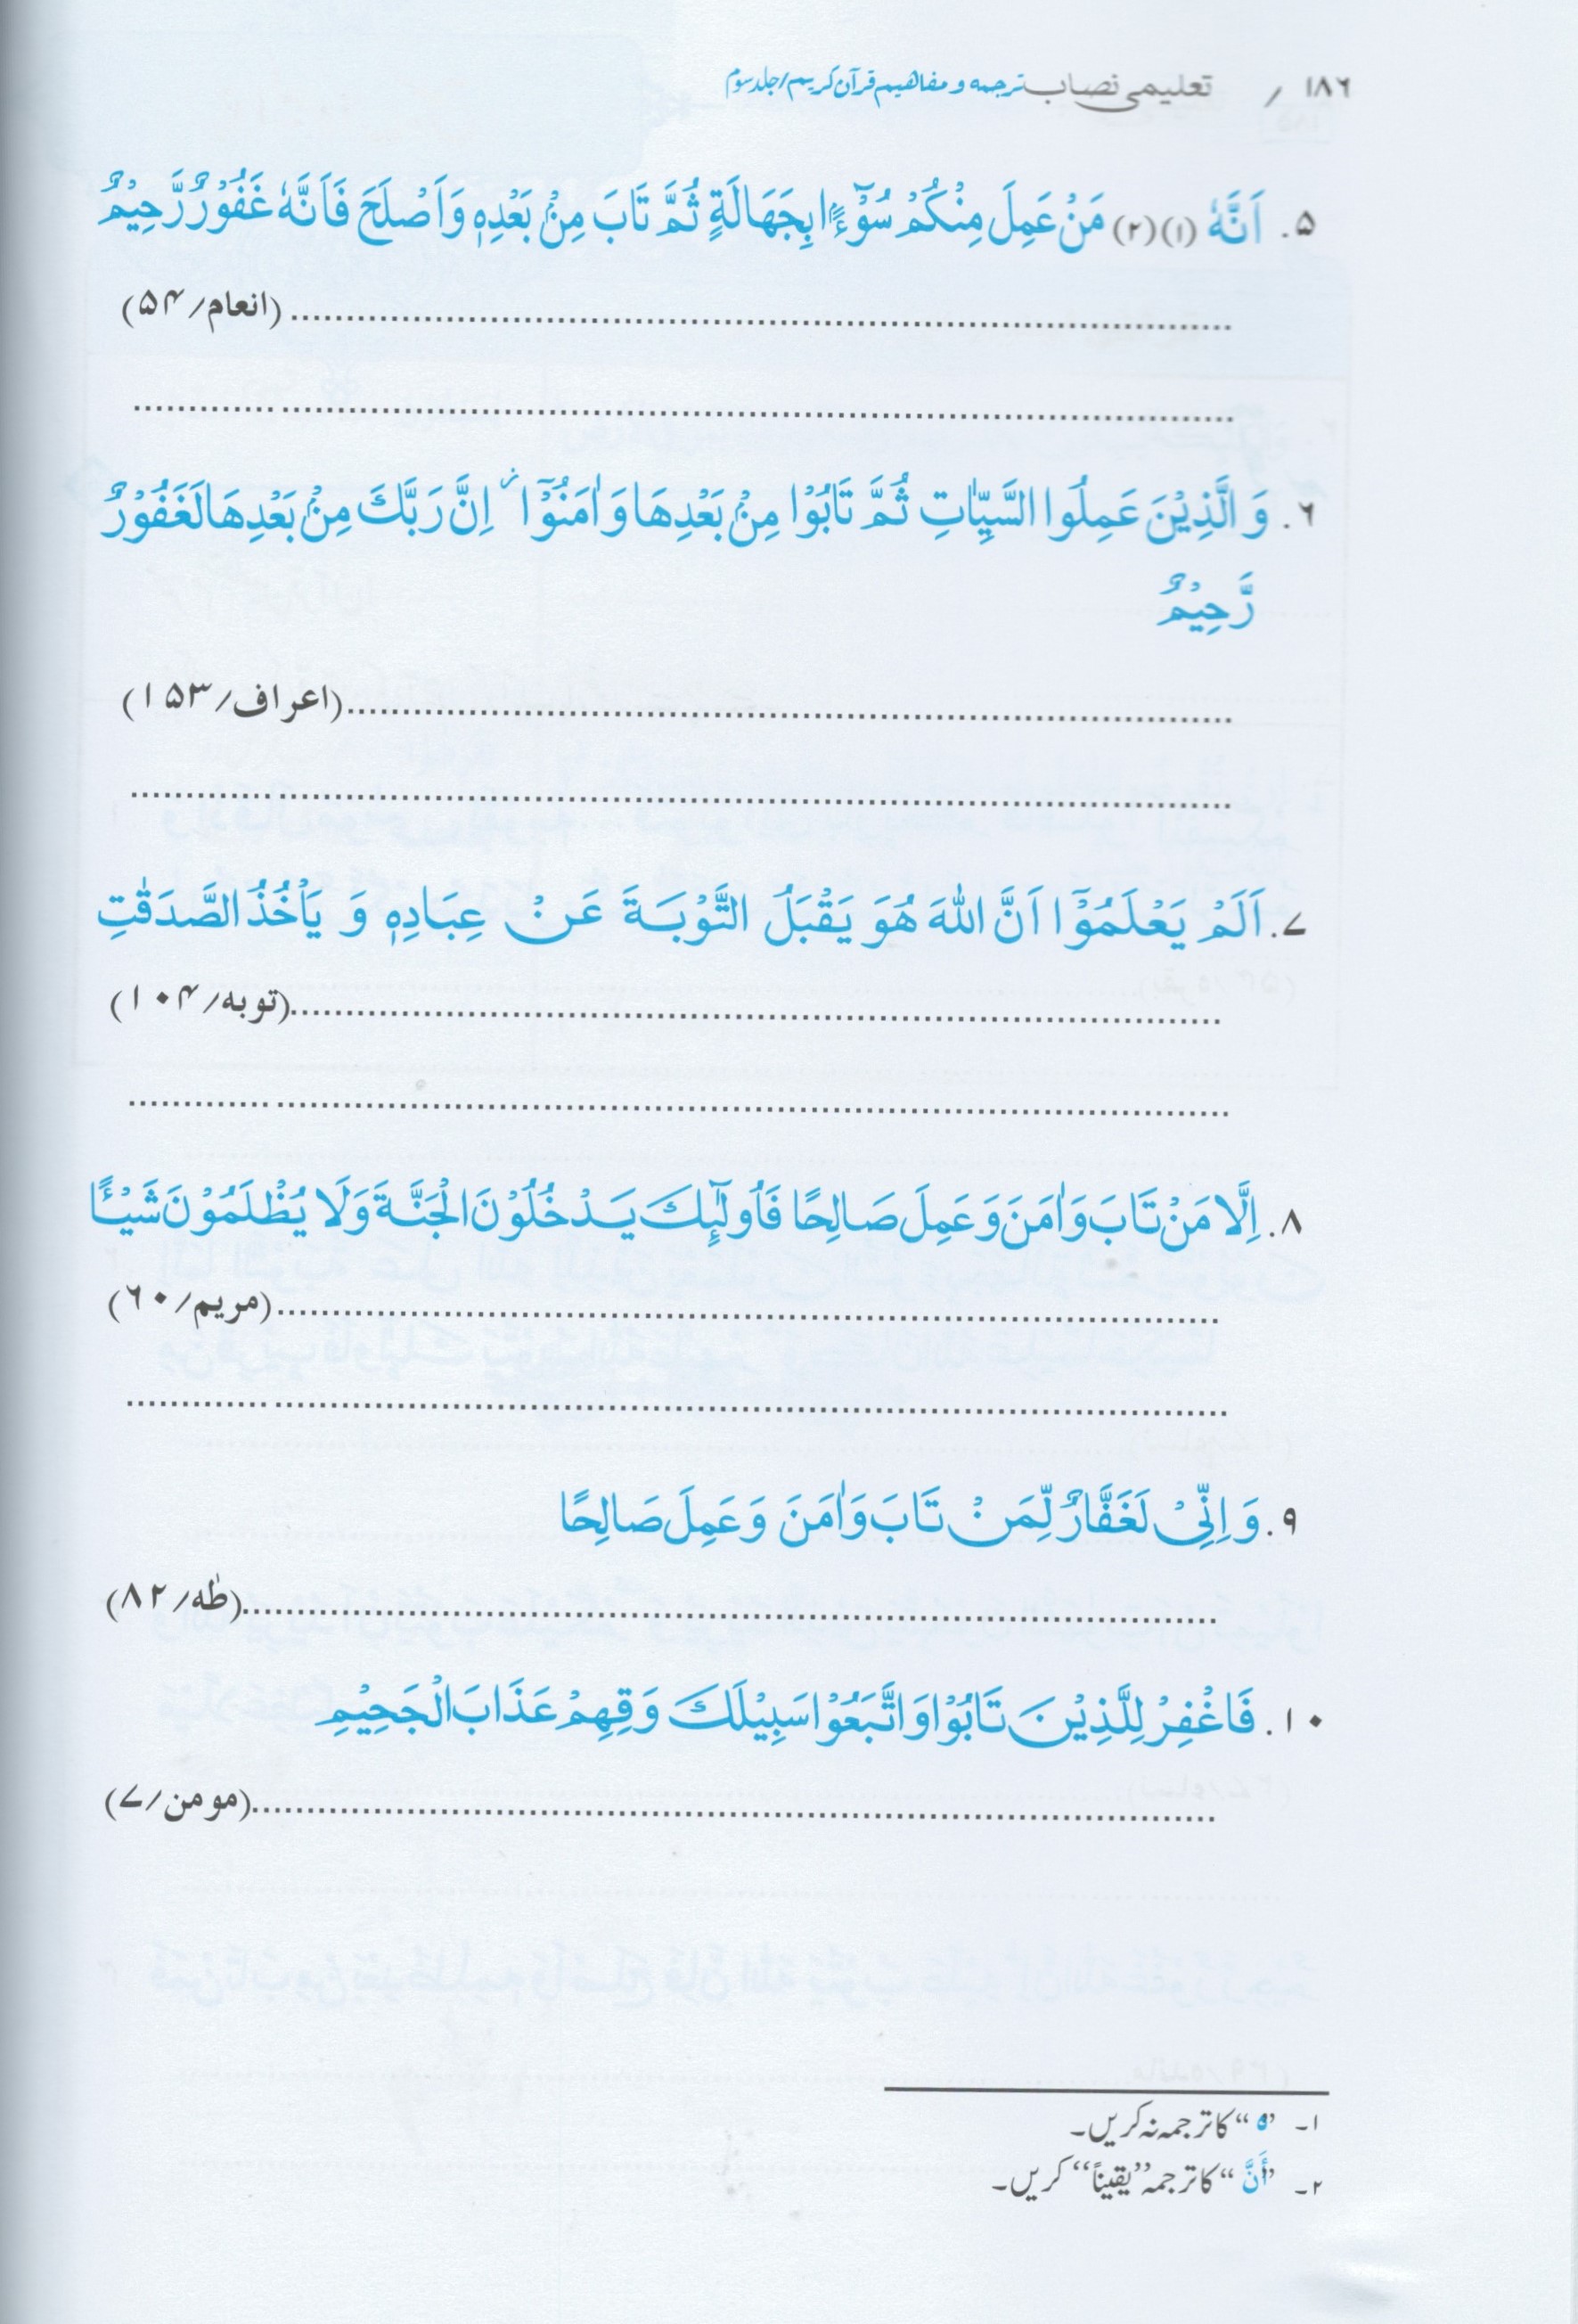 ۱۸۶ / تعلیمی نصاب ترجمه و مفاهیم قرآن کریم/جلد سوم
۵. اَنَّهٗ (۱)(۲) مَنْ عَمِلَ مِنْكُمْ سُوْٓءًۢا بِجَهَالَةٍ ثُمَّ تَابَ مِنْۢ بَعْدِهٖ وَاَصْلَحَ فَاَنَّهٗ غَفُوْرٌ رَّحِيْمٌ
........................ (انعام/۵۴)
........................
۶. وَ الَّذِيْنَ عَمِلُوا السَّيِّاٰتِ ثُمَّ تَابُوْا مِنْۢ بَعْدِهَا وَ اٰمَنُوْٓا ۡ اِنَّ رَبَّكَ مِنْۢ بَعْدِهَا لَغَفُوْرٌ
رَّحِيْمٌ
........................(اعراف/۱۵۳)
........................
۷. اَلَمْ يَعْلَمُوْٓا اَنَّ اللّٰهَ هُوَ يَقْبَلُ التَّوْبَةَ عَنْ عِبَادِهٖ وَ يَاْخُذُ الصَّدَقٰتِ
........................(توبه/۱۰۴)
........................
۸. اِلَّا مَنْ تَابَ وَاٰمَنَ وَ عَمِلَ صَالِحًا فَاُولٰٓئِكَ يَدْخُلُوْنَ الْجَنَّةَ وَلَا يُظْلَمُوْنَ شَيْـًٔا
........................(مریم/۶۰)
........................
۹. وَ اِنِّيْ لَغَفَّارٌ لِّمَنْ تَابَ وَاٰمَنَ وَ عَمِلَ صَالِحًا
........................(طٰه/۸۲)
۱۰. فَاغْفِرْ لِلَّذِيْنَ تَابُوْا وَاتَّبَعُوْا سَبِيْلَكَ وَ قِهِمْ عَذَابَ الْجَحِيْمِ
........................(مومن/۷)
۱۔ ”هٗ“ کا ترجمہ نہ کریں۔
۲۔ ”أَنَّ“ کا ترجمہ ”یقیناً“ کریں۔